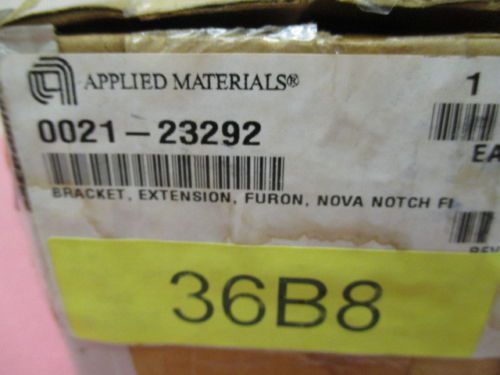 APPLIED MATERIALS® 1
0021-23292
EA
BRACKET, EXTENSION, FURON, NOVA NOTCH FI
36B8